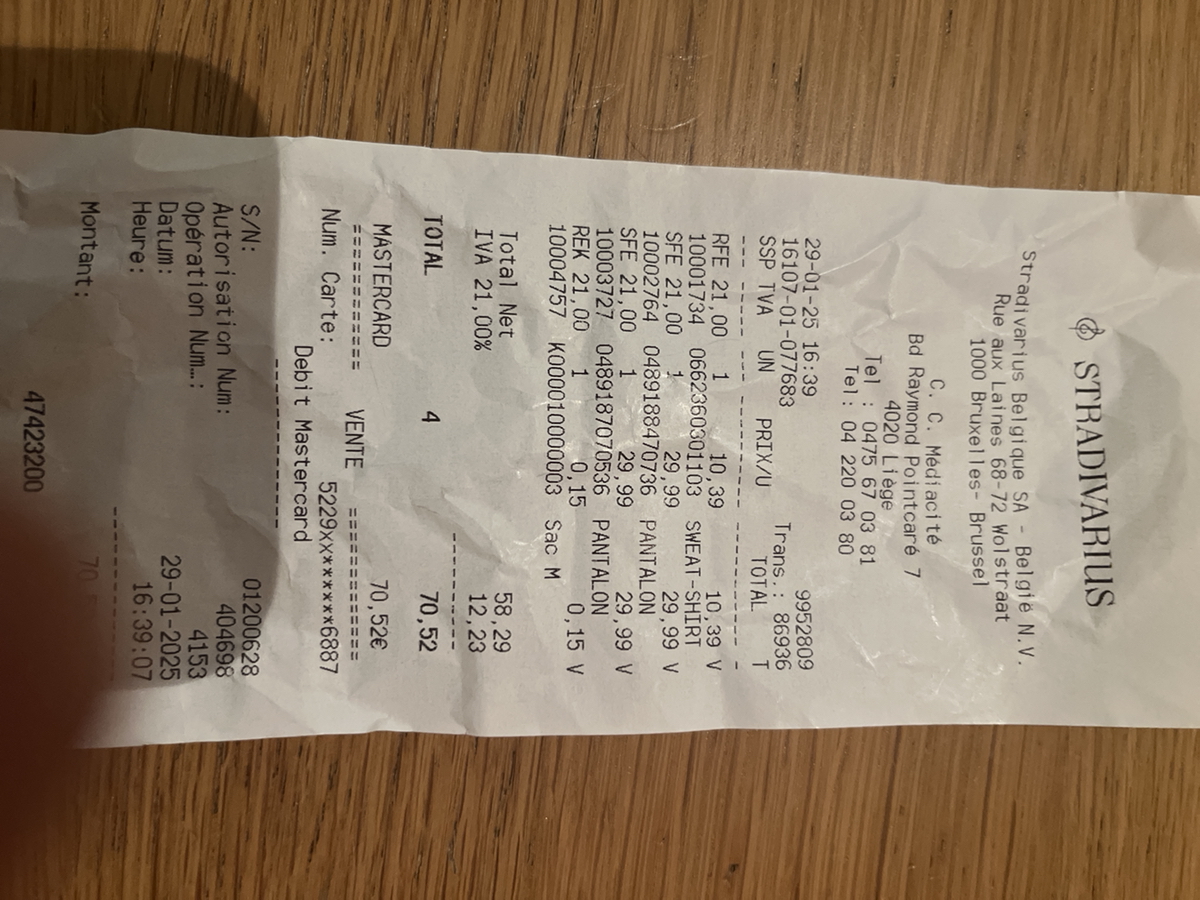 STRADIVARIUS
Stradivarius Belgique SA - België N.V.
Rue aux Laines 68-72 Wolstraat
1000 Bruxelles- Brussel
C. C. Médiacité
Bd Raymond Pointcaré 7
4020 Liège
Tel : 0475 67 03 81
Tel: 04 220 03 80
29-01-25 16:39 9952809
16107-01-077683 Trans.: 86936
SSP TVA UN PRIX/U TOTAL T
--- ----- --- ---------- --------- -
RFE 21,00 1 10,39 10,39 V
10001734 0662360301103 SWEAT-SHIRT
SFE 21,00 1 29,99 29,99 V
10002764 0489188470736 PANTALON
SFE 21,00 1 29,99 29,99 V
10003727 0489187070536 PANTALON
REK 21,00 1 0,15 0,15 V
10004757 K000010000003 Sac M
Total Net 58,29
IVA 21,00% 12,23
----------
TOTAL 4 70,52
MASTERCARD 70,52€
========== VENTE ==========
Num. Carte: 5229xxx*****6887
Debit Mastercard
-----------------
S/N: 01200628
Autorisation Num: 404698
Opération Num…: 4153
Datum: 29-01-2025
Heure: 16:39:07
----------
Montant:
47423200